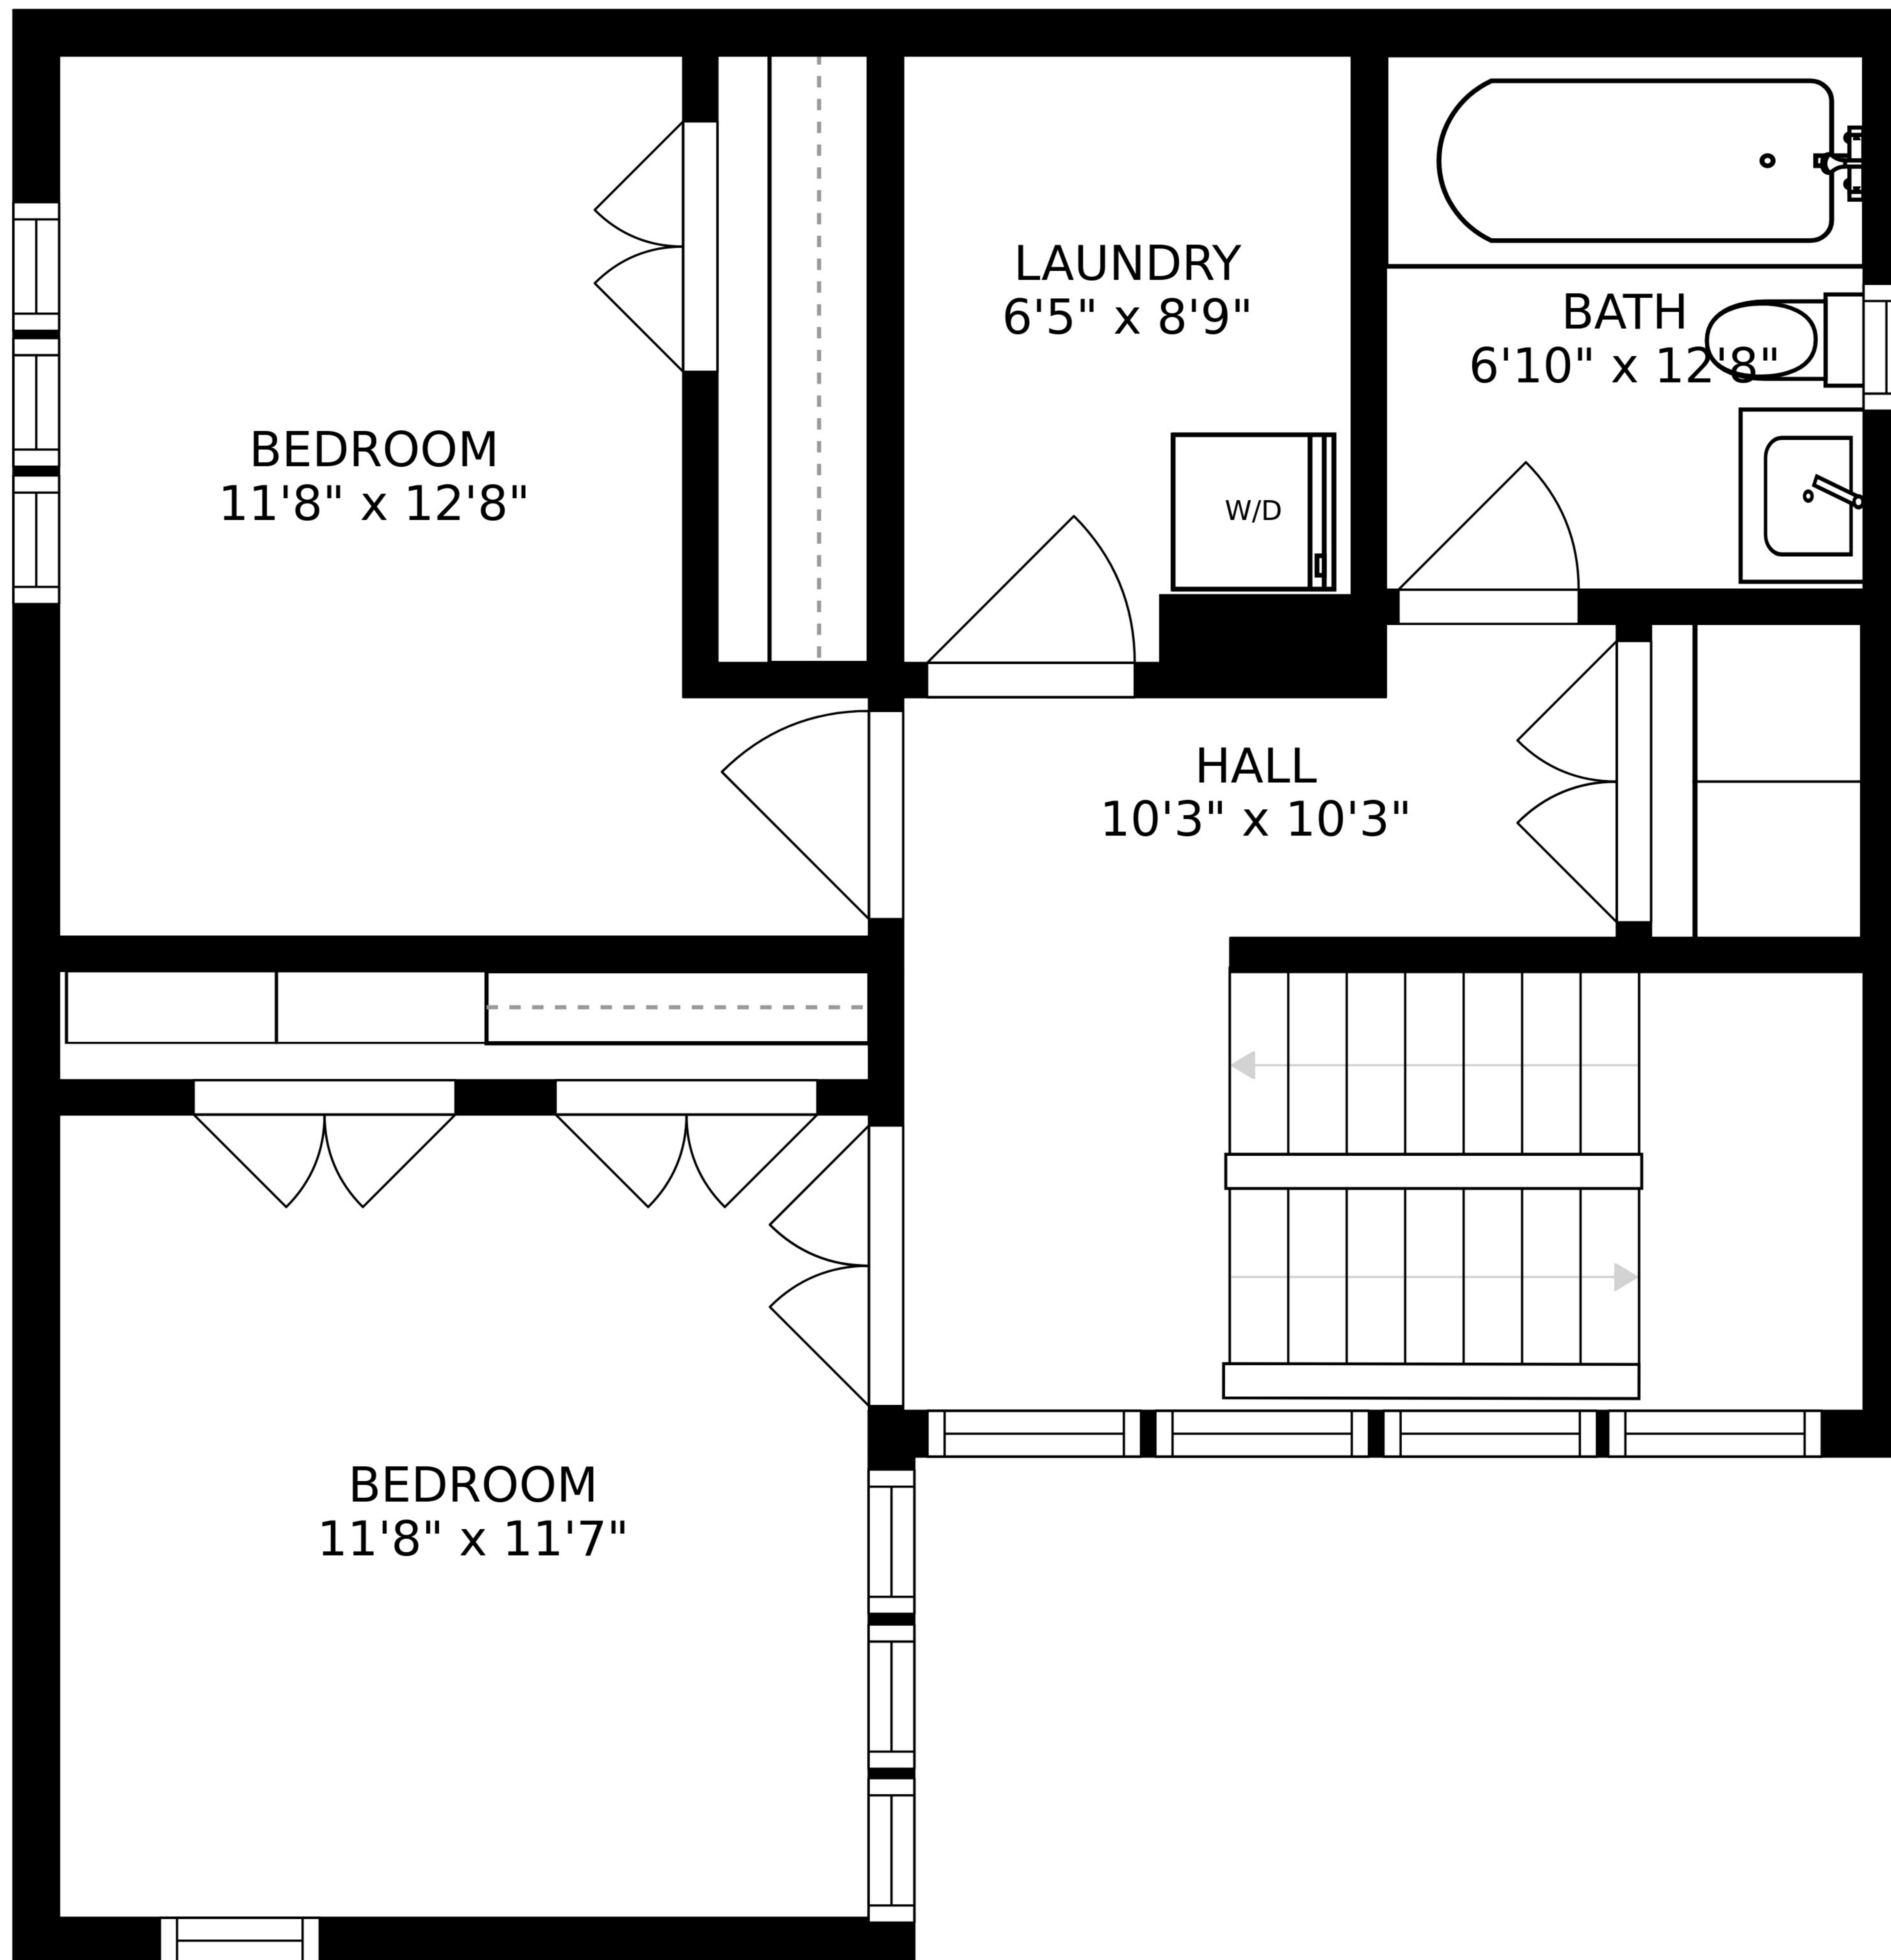 LAUNDRY
6'5" x 8'9"
BATH
6'10" x 12'8"
BEDROOM
11'8" x 12'8"
W/D
HALL
10'3" x 10'3"
BEDROOM
11'8" x 11'7"